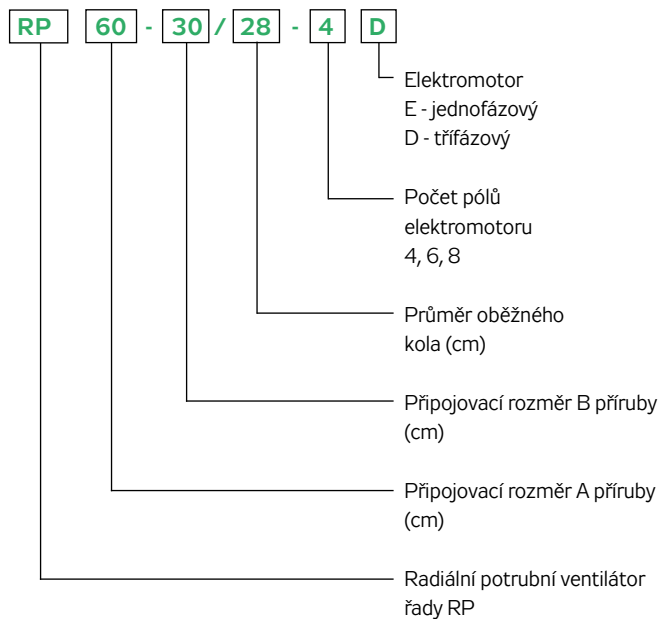 RP 60 - 30 / 28 - 4 D
Elektromotor
E - jednofázový
D - třífázový
Počet pólů
elektromotoru
4, 6, 8
Průměr oběžného
kola (cm)
Připojovací rozměr B příruby
(cm)
Připojovací rozměr A příruby
(cm)
Radiální potrubní ventilátor
řady RP